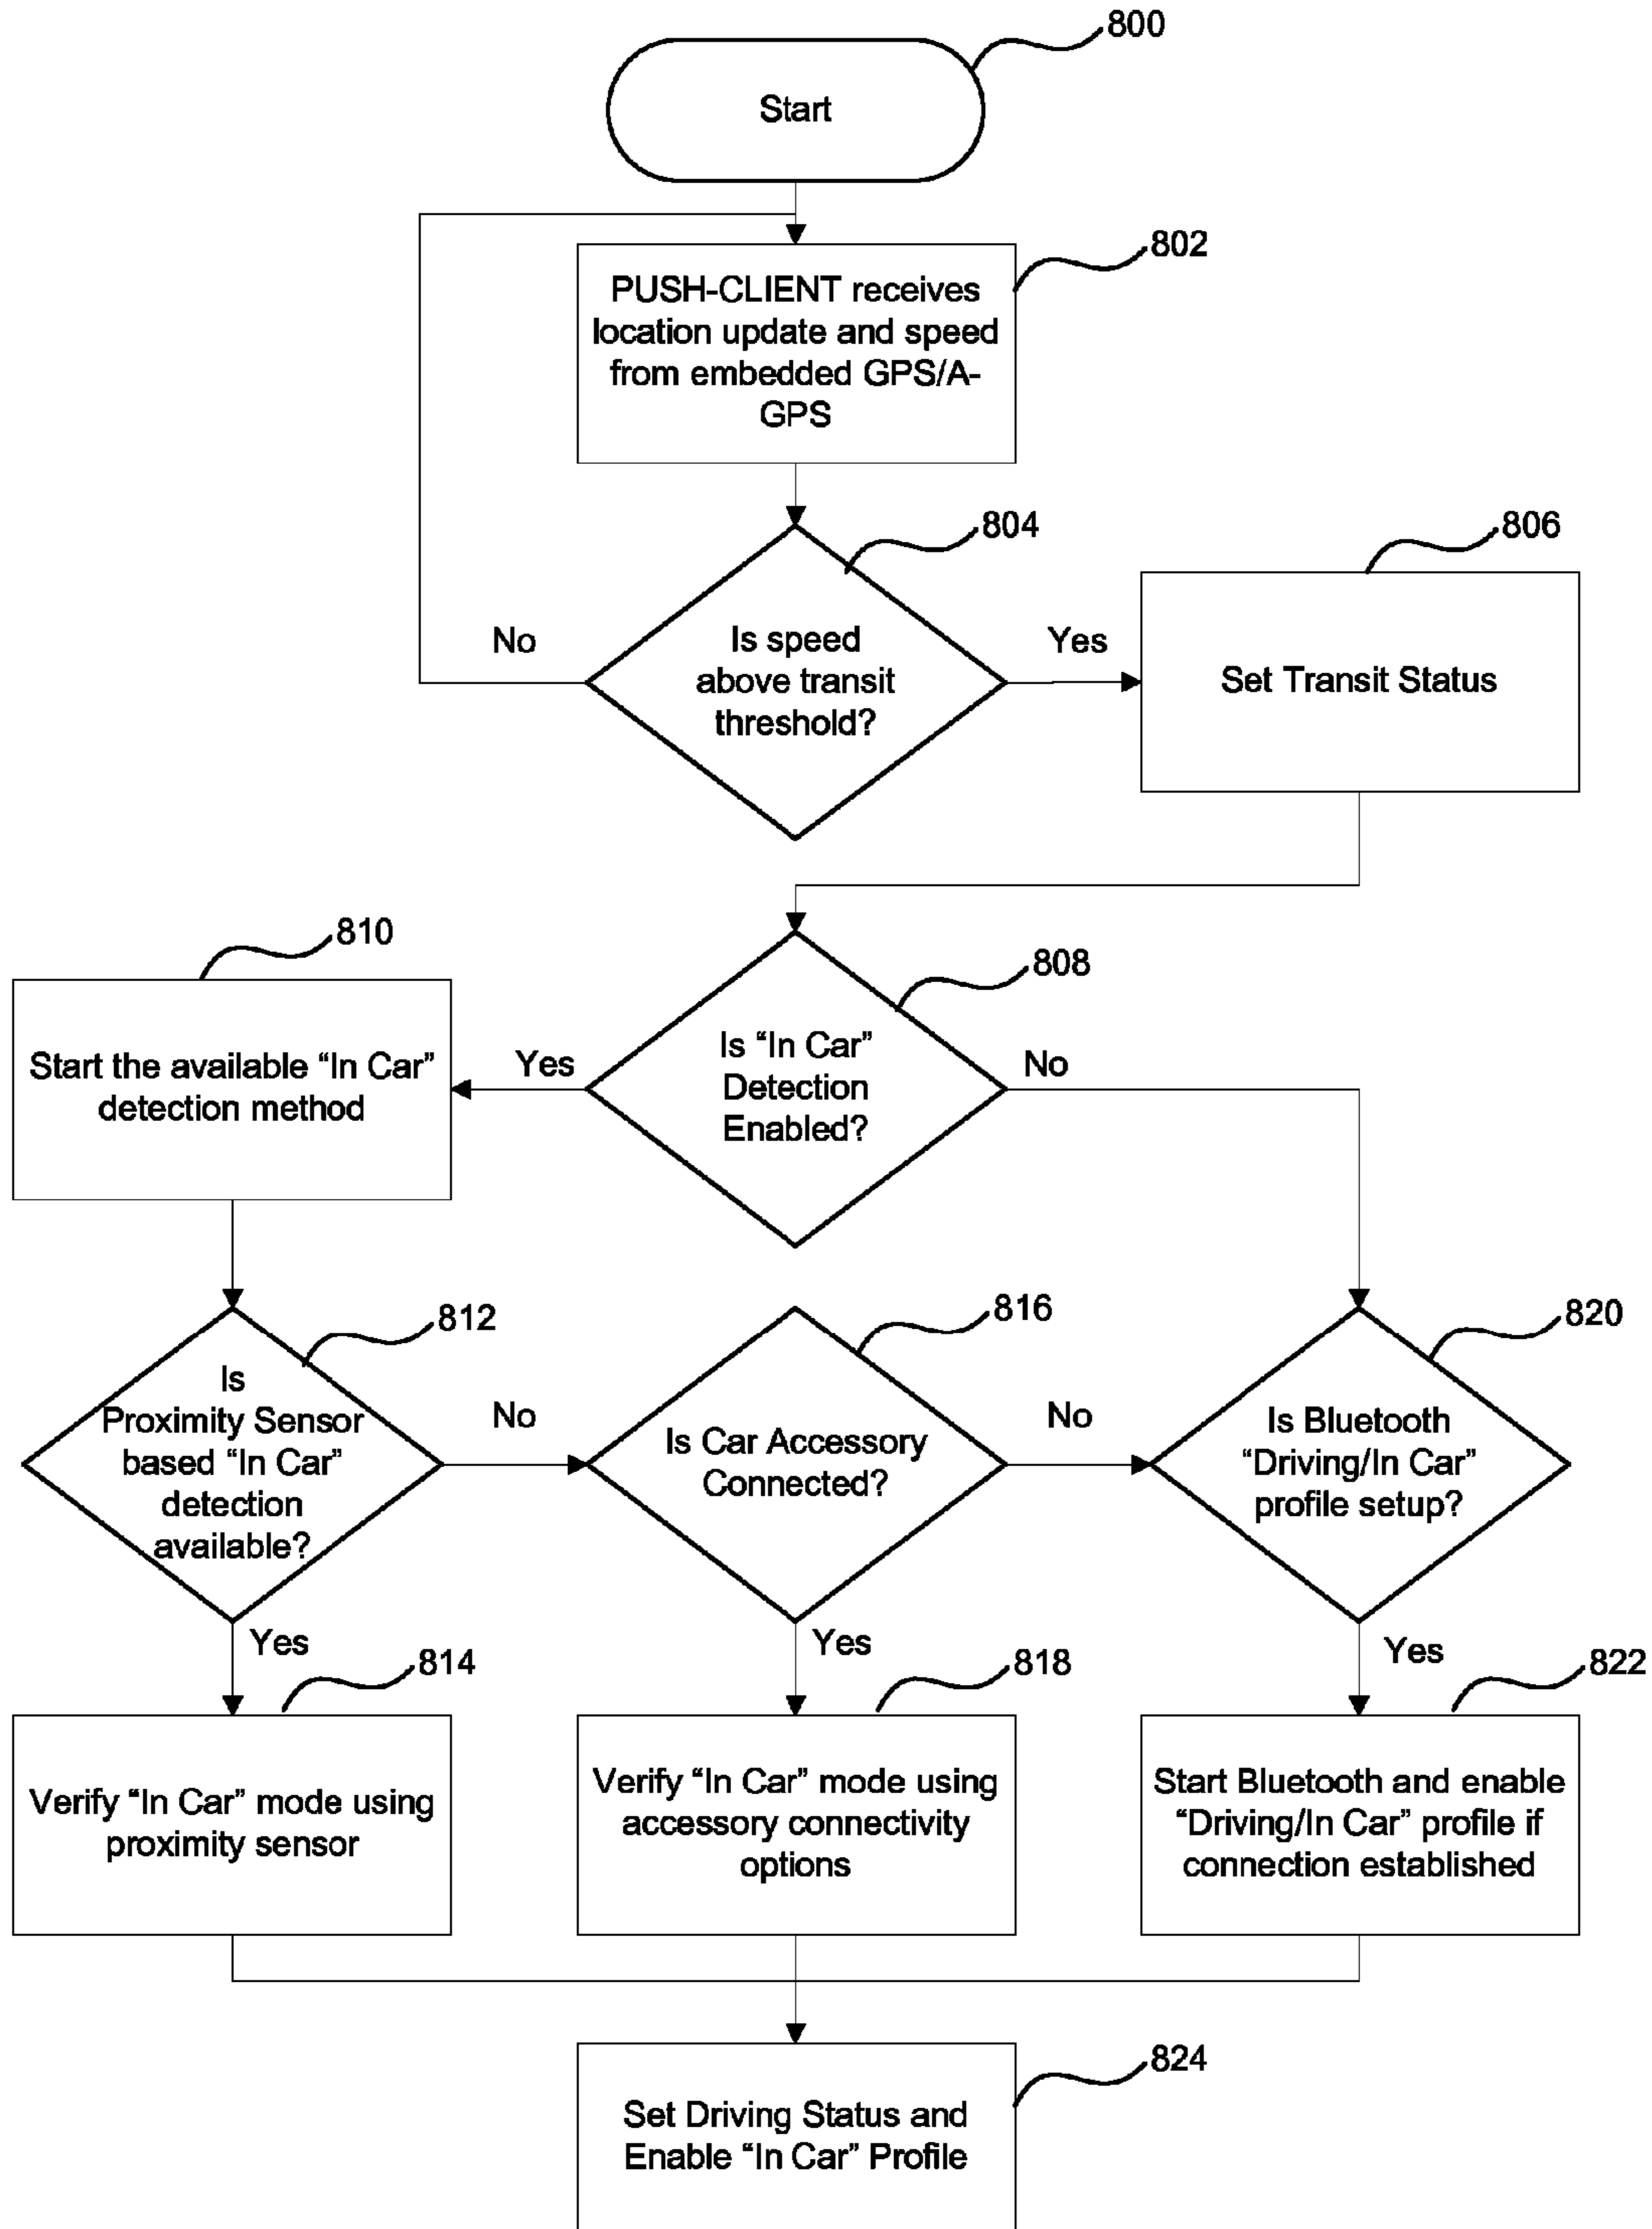 800
Start
802
PUSH-CLIENT receives
location update and speed
from embedded GPS/A-
GPS
804
806
Is speed
above transit
threshold?
No
Yes
Set Transit Status
810
808
Start the available “In Car”
detection method
Yes
Is “In Car”
Detection
Enabled?
No
812
816
820
Is
Proximity Sensor
based “In Car”
detection
available?
No
Is Car Accessory
Connected?
No
Is Bluetooth
“Driving/In Car”
profile setup?
Yes
Yes
Yes
814
818
822
Verify “In Car” mode using
proximity sensor
Verify “In Car” mode using
accessory connectivity
options
Start Bluetooth and enable
“Driving/In Car” profile if
connection established
824
Set Driving Status and
Enable “In Car” Profile